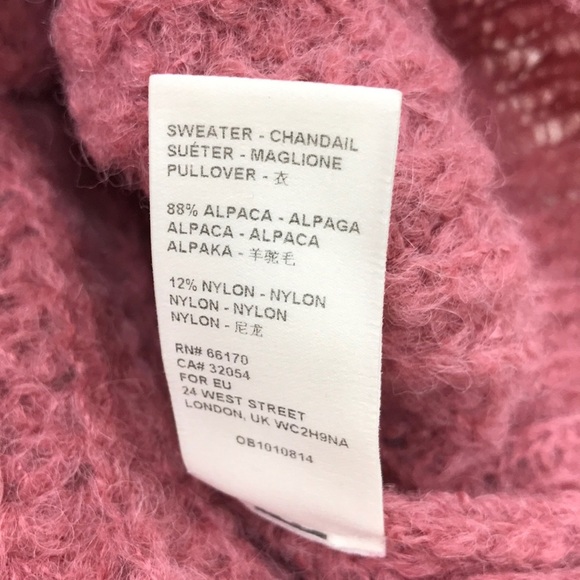 SWEATER - CHANDAIL
SUÉTER - MAGLIONE
PULLOVER - 衣
88% ALPACA - ALPAGA
ALPACA - ALPACA
ALPAKA - 羊驼毛
12% NYLON - NYLON
NYLON - NYLON
NYLON - 尼龙
RN# 66170
CA# 32054
FOR EU
24 WEST STREET
LONDON, UK WC2H9NA
OB1010814